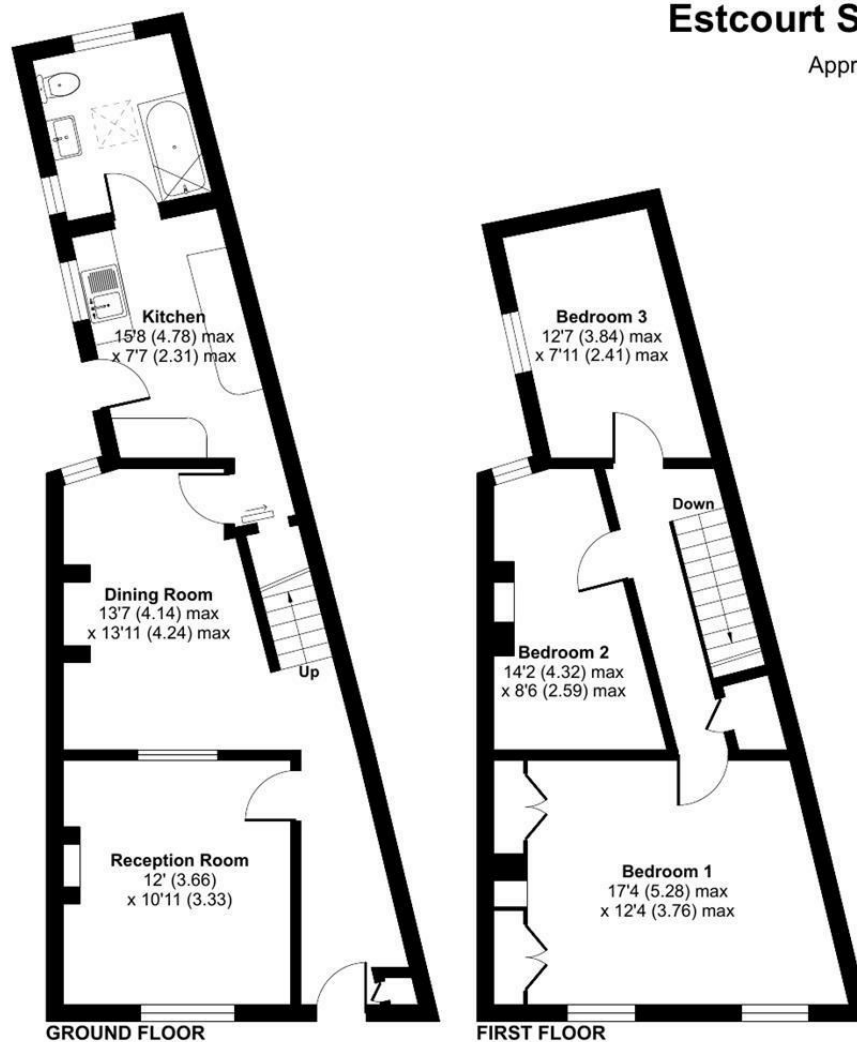 Estcourt S
Appr
Kitchen
15'8 (4.78) max
x 7'7 (2.31) max
Dining Room
13'7 (4.14) max
x 13'11 (4.24) max
Up
Reception Room
12' (3.66)
x 10'11 (3.33)
GROUND FLOOR
Bedroom 3
12'7 (3.84) max
x 7'11 (2.41) max
Down
Bedroom 2
14'2 (4.32) max
x 8'6 (2.59) max
Bedroom 1
17'4 (5.28) max
x 12'4 (3.76) max
FIRST FLOOR